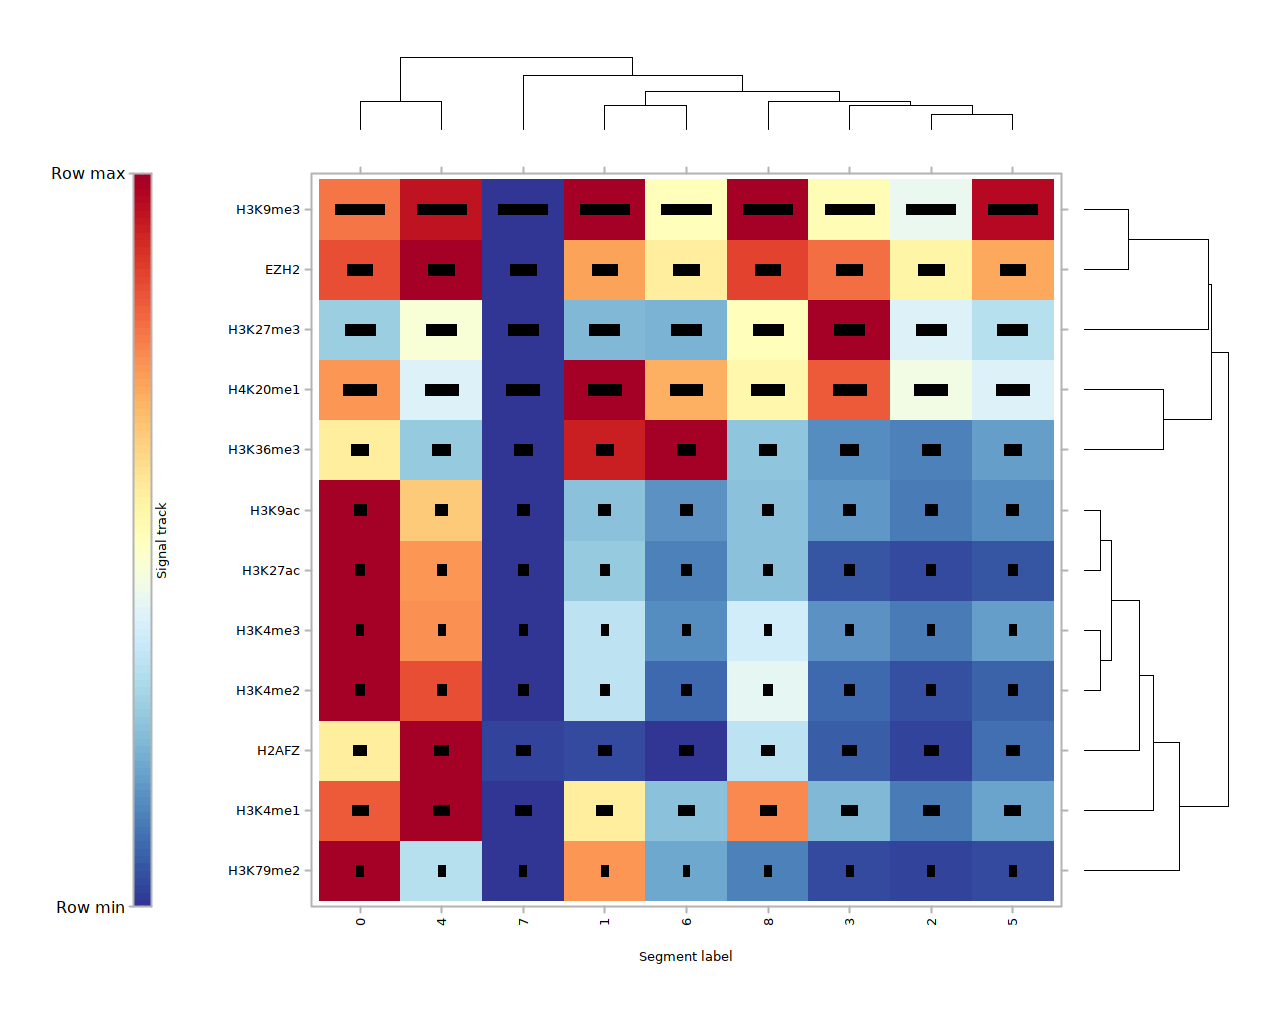 Row max
Signal track
Row min
H3K9me3
EZH2
H3K27me3
H4K20me1
H3K36me3
H3K9ac
H3K27ac
H3K4me3
H3K4me2
H2AFZ
H3K4me1
H3K79me2
0 4 7 1 6 8 3 2 5
Segment label